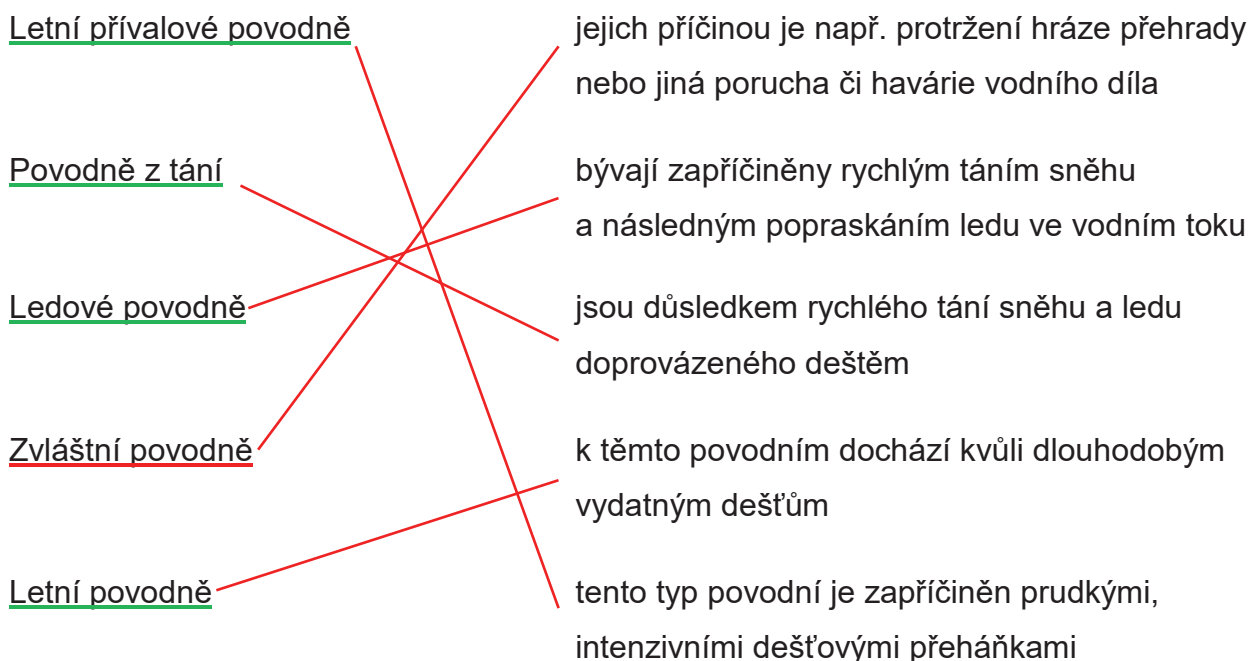 Letní přívalové povodně
jejich příčinou je např. protržení hráze přehrady
nebo jiná porucha či havárie vodního díla
Povodně z tání
bývají zapříčiněny rychlým táním sněhu
a následným popraskáním ledu ve vodním toku
Ledové povodně
jsou důsledkem rychlého tání sněhu a ledu
doprovázeného deštěm
Zvláštní povodně
k těmto povodním dochází kvůli dlouhodobým
vydatným dešťům
Letní povodně
tento typ povodní je zapříčiněn prudkými,
intenzivními dešťovými přeháňkami